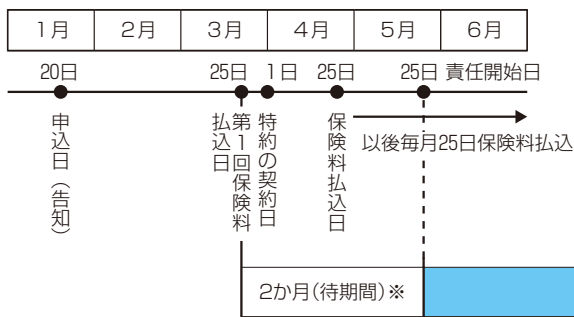 1月 2月 3月 4月 5月 6月
20日 25日 1日 25日 25日 責任開始日
申込日（告知）
第1回保険料
払込日
特約の契約日
保険料払込日
以後毎月25日保険料払込
2か月(待期間)※